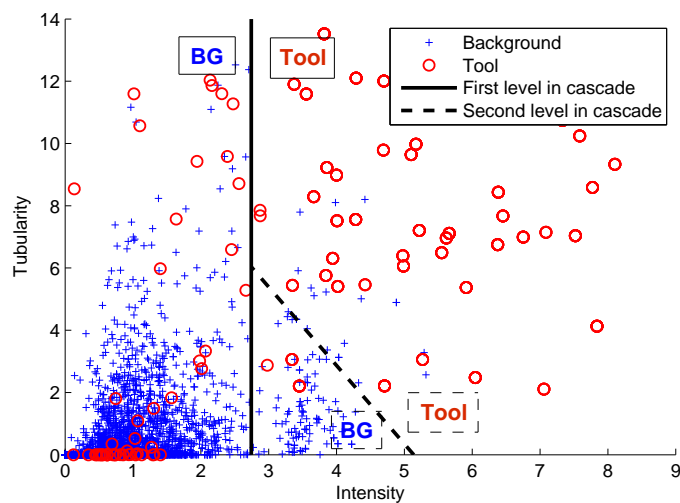 14
12
10
8
6
4
2
0
Tubularity
0 1 2 3 4 5 6 7 8 9
Intensity
BG
Tool
Background
Tool
First level in cascade
Second level in cascade
BG
Tool